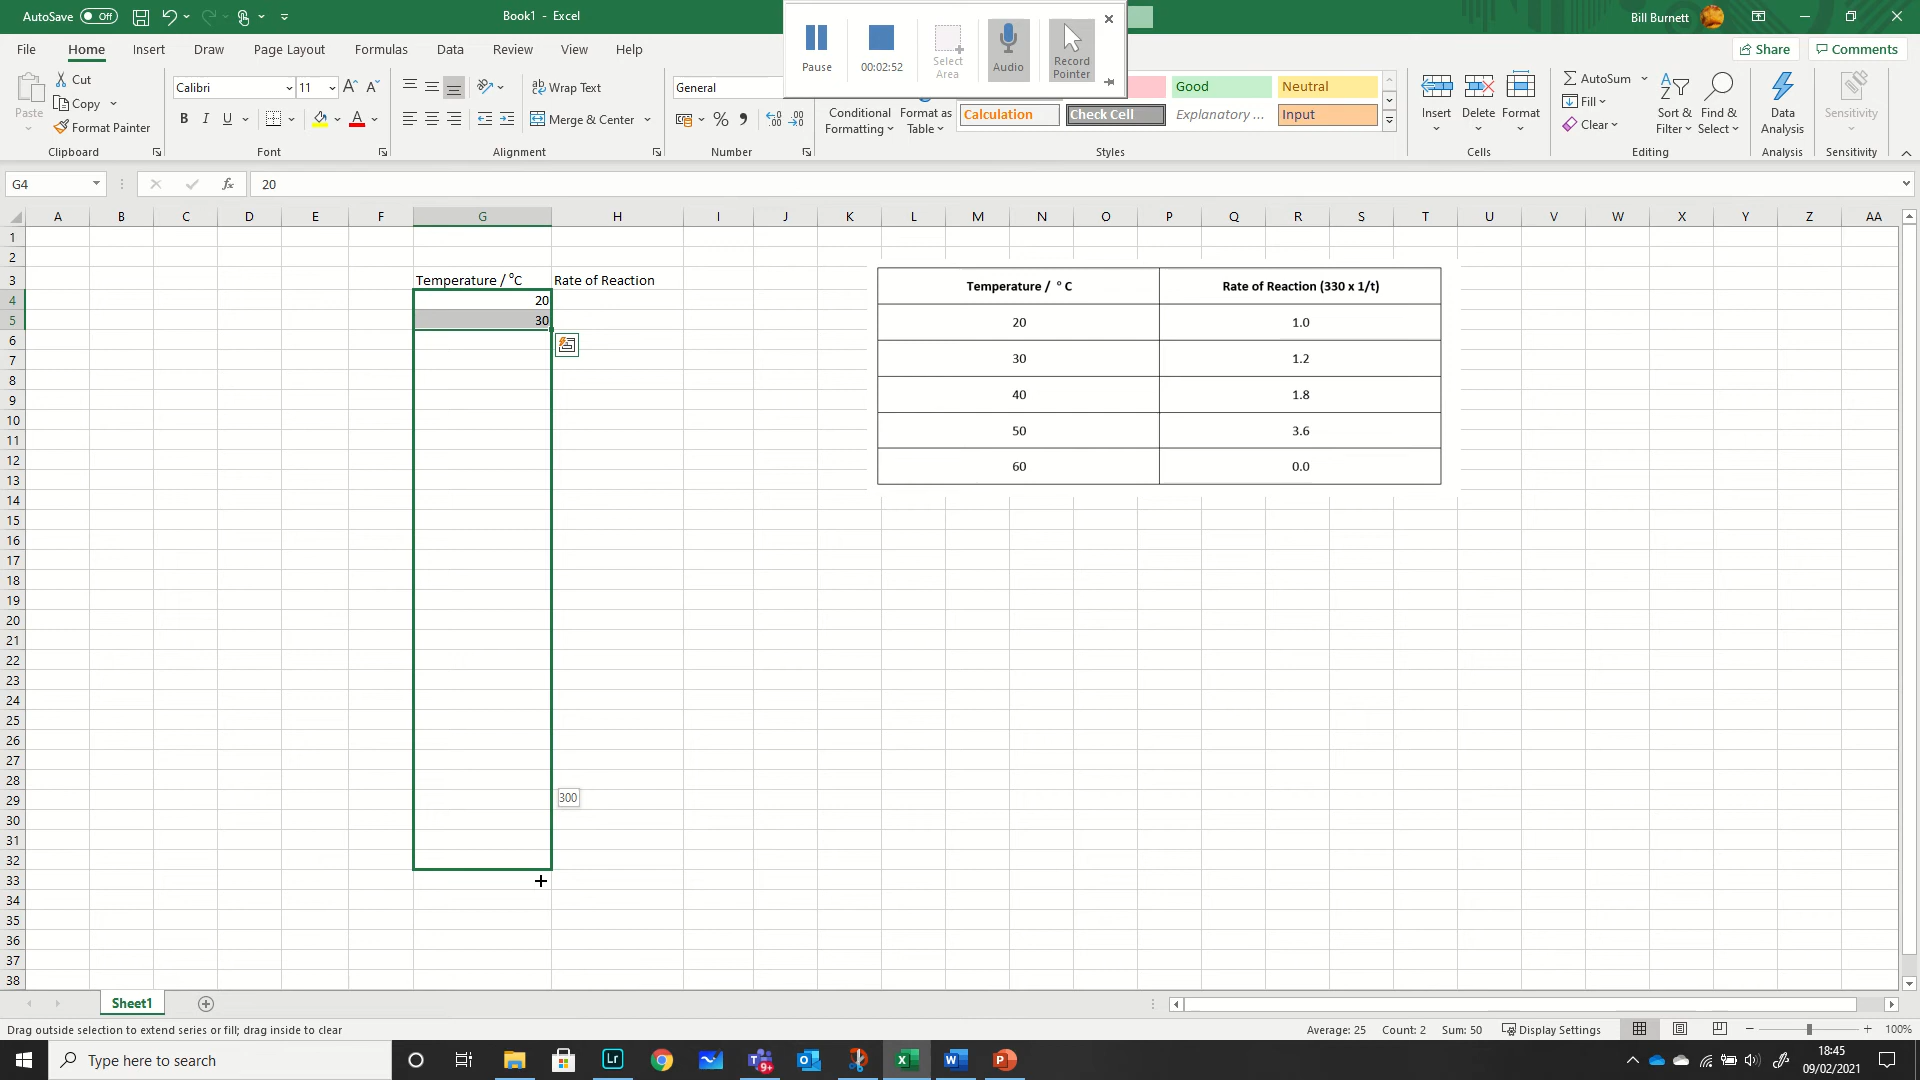 AutoSave Off Book1 - Excel Bill Burnett
File Home Insert Draw Page Layout Formulas Data Review View Help Share Comments
Pause 00:02:52 Select Area Audio Record Pointer
Paste Cut Copy Format Painter Clipboard
Calibri 11 B I U Font
Wrap Text Merge & Center Alignment
General % Number
Conditional Formatting Format as Table Good Neutral Calculation Check Cell Explanatory ... Input Styles
Insert Delete Format Cells
AutoSum Fill Clear Sort & Filter Find & Select Editing
Data Analysis Analysis
Sensitivity Sensitivity
G4 fx 20
A B C D E F G H I J K L M N O P Q R S T U V W X Y Z AA
1
2
3 Temperature / °C Rate of Reaction
4 20
5 30
6
7
8
9
10
11
12
13
14
15
16
17
18
19
20
21
22
23
24
25
26
27
28
29 300
30
31
32
33
34
35
36
37
38
Temperature / ° C Rate of Reaction (330 x 1/t)
20 1.0
30 1.2
40 1.8
50 3.6
60 0.0
Sheet1
Drag outside selection to extend series or fill; drag inside to clear Average: 25 Count: 2 Sum: 50 Display Settings 100%
Type here to search Lr 9+ 18:45
09/02/2021